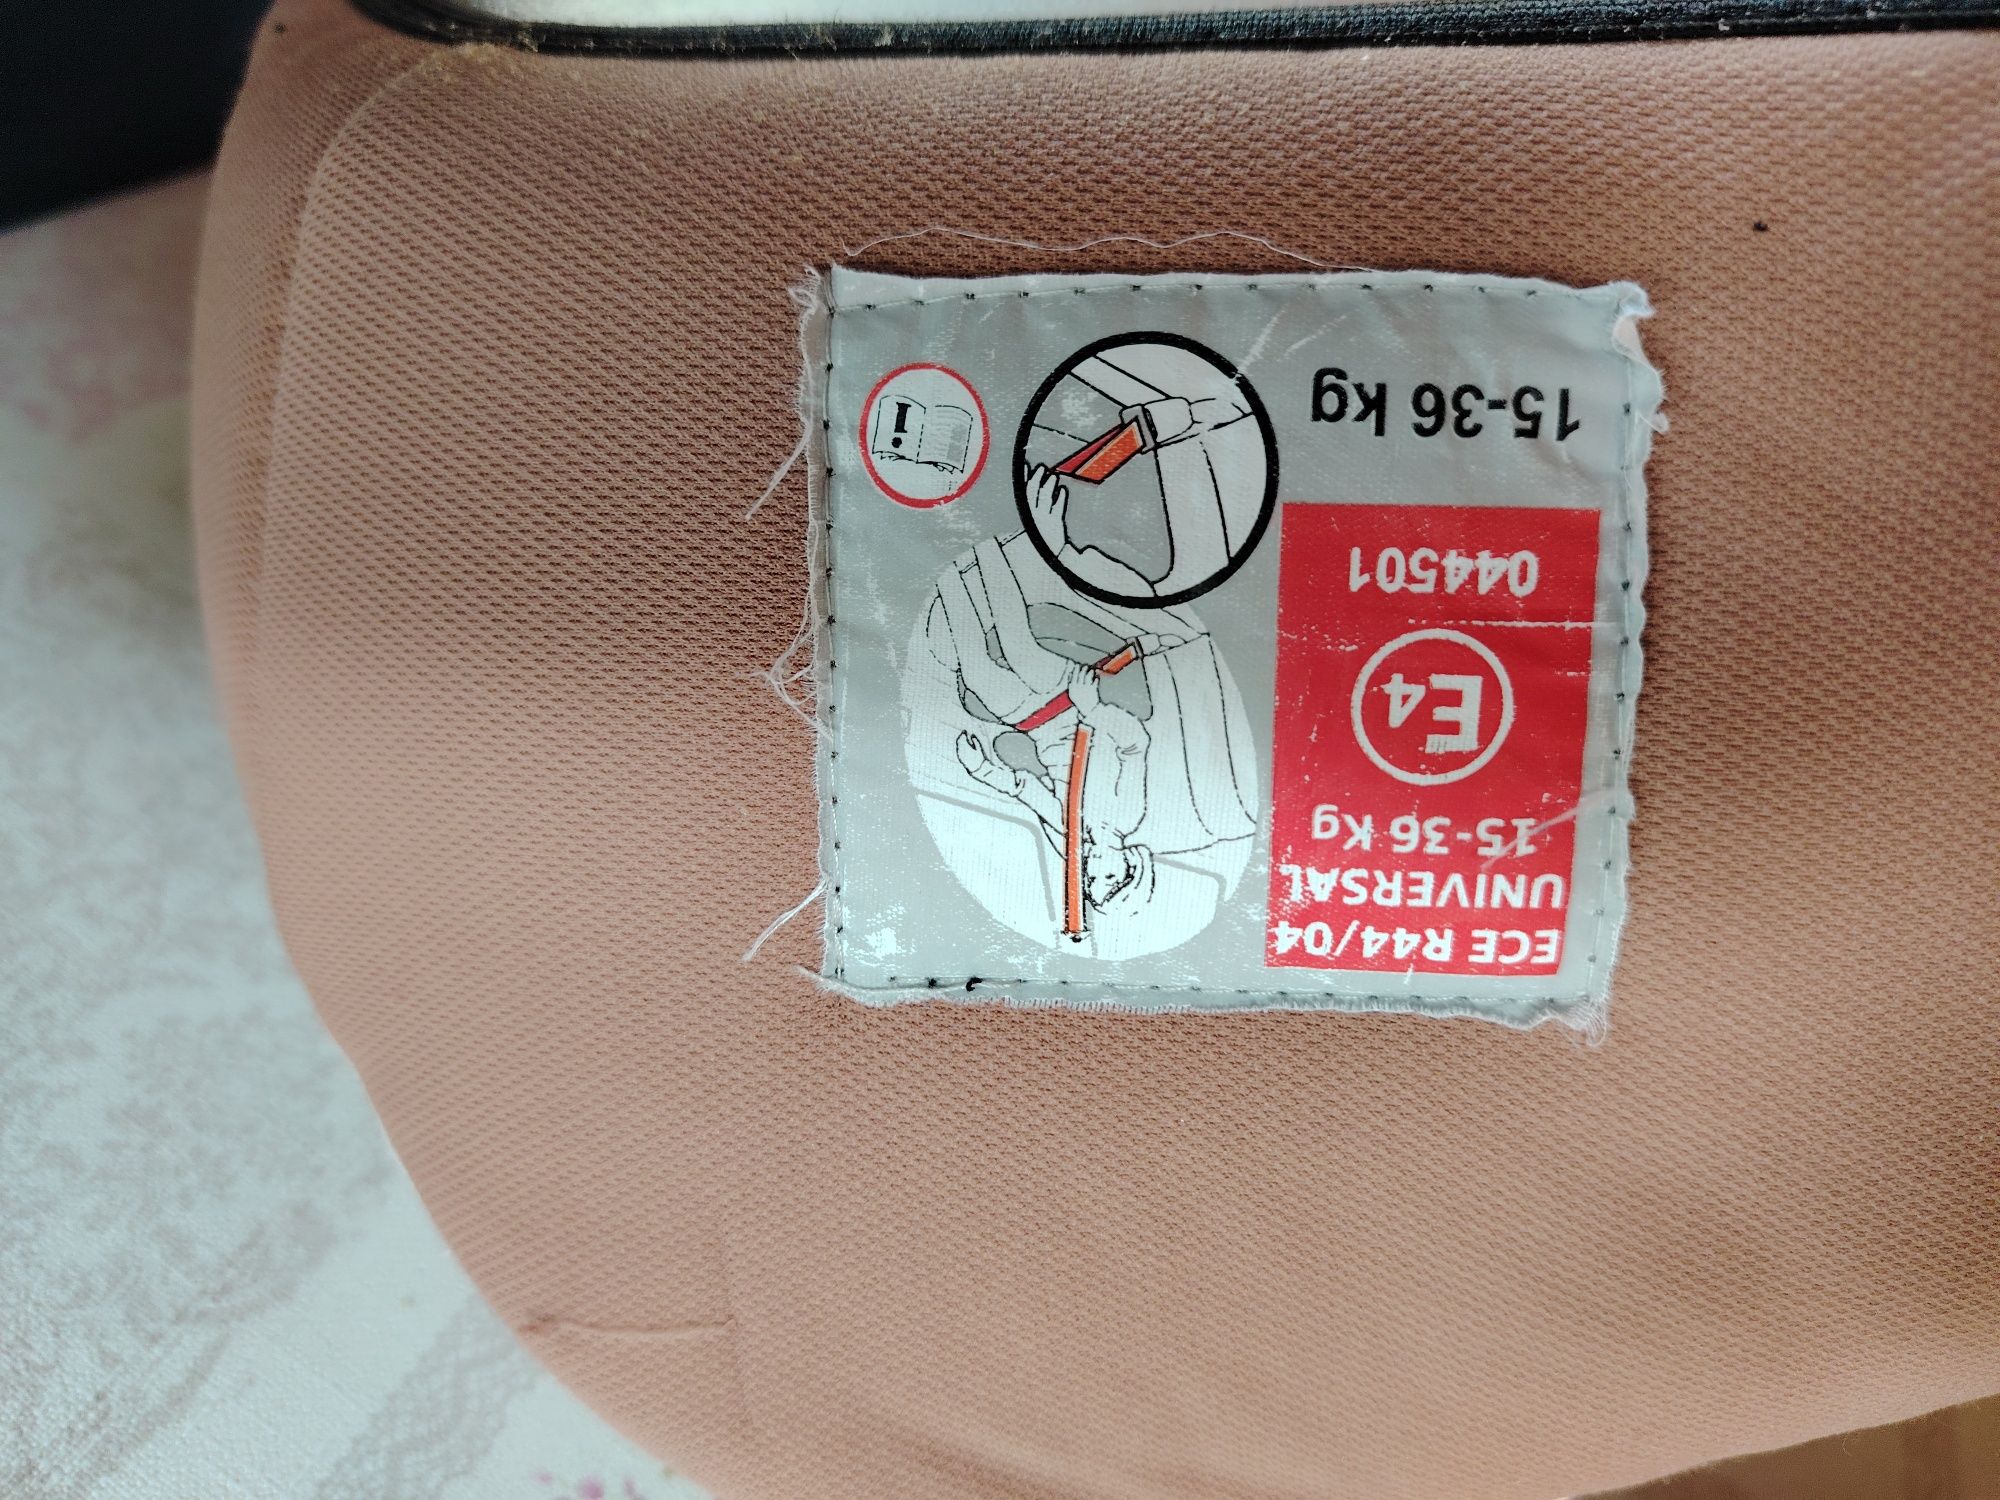 ECE R44/04
UNIVERSAL
15-36 Kg
E4
044501
15-36 kg
!